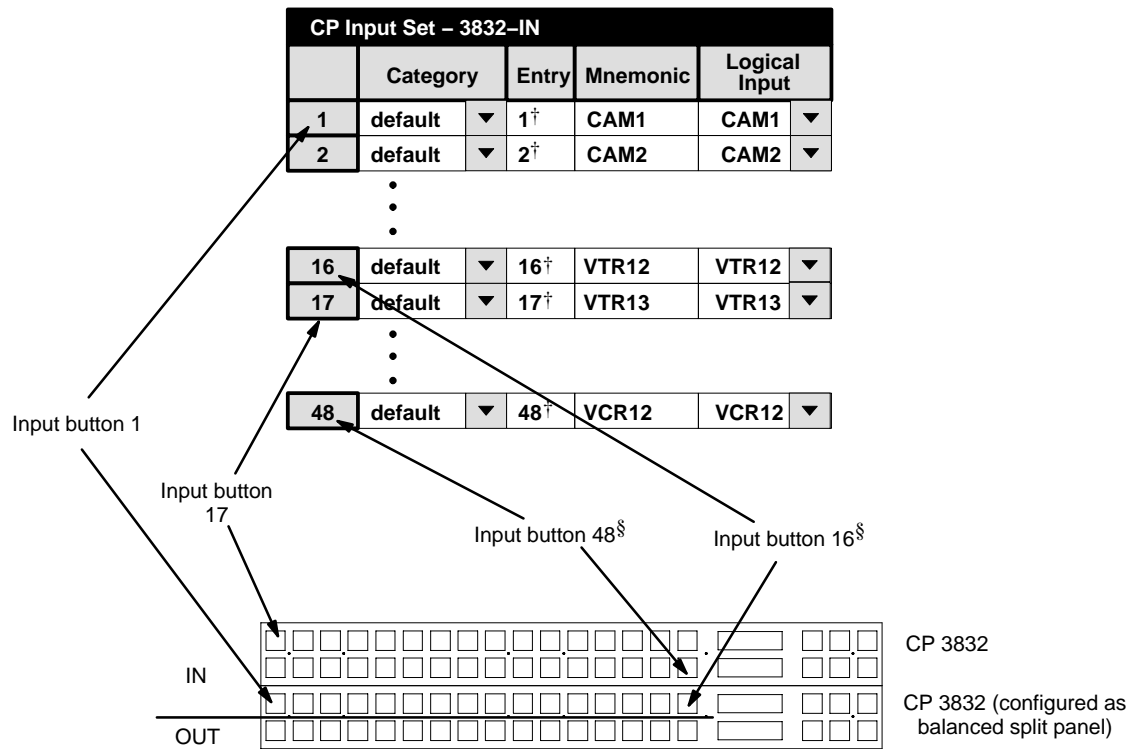 CP Input Set – 3832–IN
Category Entry Mnemonic Logical Input
1 default 1† CAM1 CAM1
2 default 2† CAM2 CAM2
16 default 16† VTR12 VTR12
17 default 17† VTR13 VTR13
48 default 48† VCR12 VCR12
Input button 1
Input button
17
Input button 48§
Input button 16§
CP 3832
IN
CP 3832 (configured as
balanced split panel)
OUT